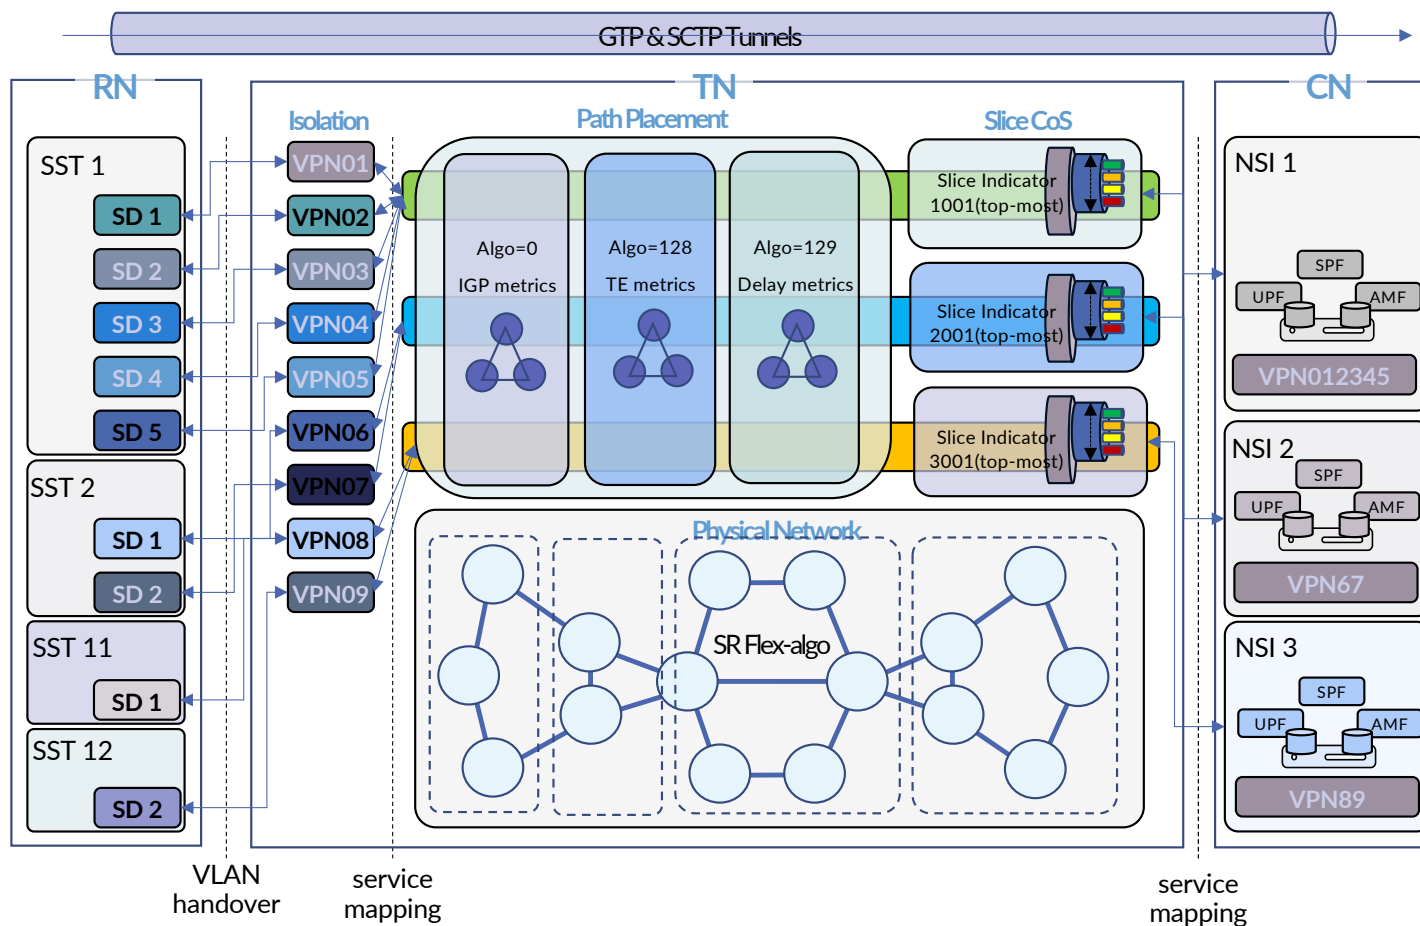 GTP & SCTP Tunnels
RN
TN
CN
Isolation
Path Placement
Slice CoS
SST 1
SD 1
SD 2
SD 3
SD 4
SD 5
SST 2
SD 1
SD 2
SST 11
SD 1
SST 12
SD 2
VPN01
VPN02
VPN03
VPN04
VPN05
VPN06
VPN07
VPN08
VPN09
Algo=0
IGP metrics
Algo=128
TE metrics
Algo=129
Delay metrics
Slice Indicator
1001(top-most)
Slice Indicator
2001(top-most)
Slice Indicator
3001(top-most)
Physical Network
SR Flex-algo
NSI 1
SPF
UPF
AMF
VPN012345
NSI 2
SPF
UPF
AMF
VPN67
NSI 3
SPF
UPF
AMF
VPN89
VLAN
handover
service
mapping
service
mapping